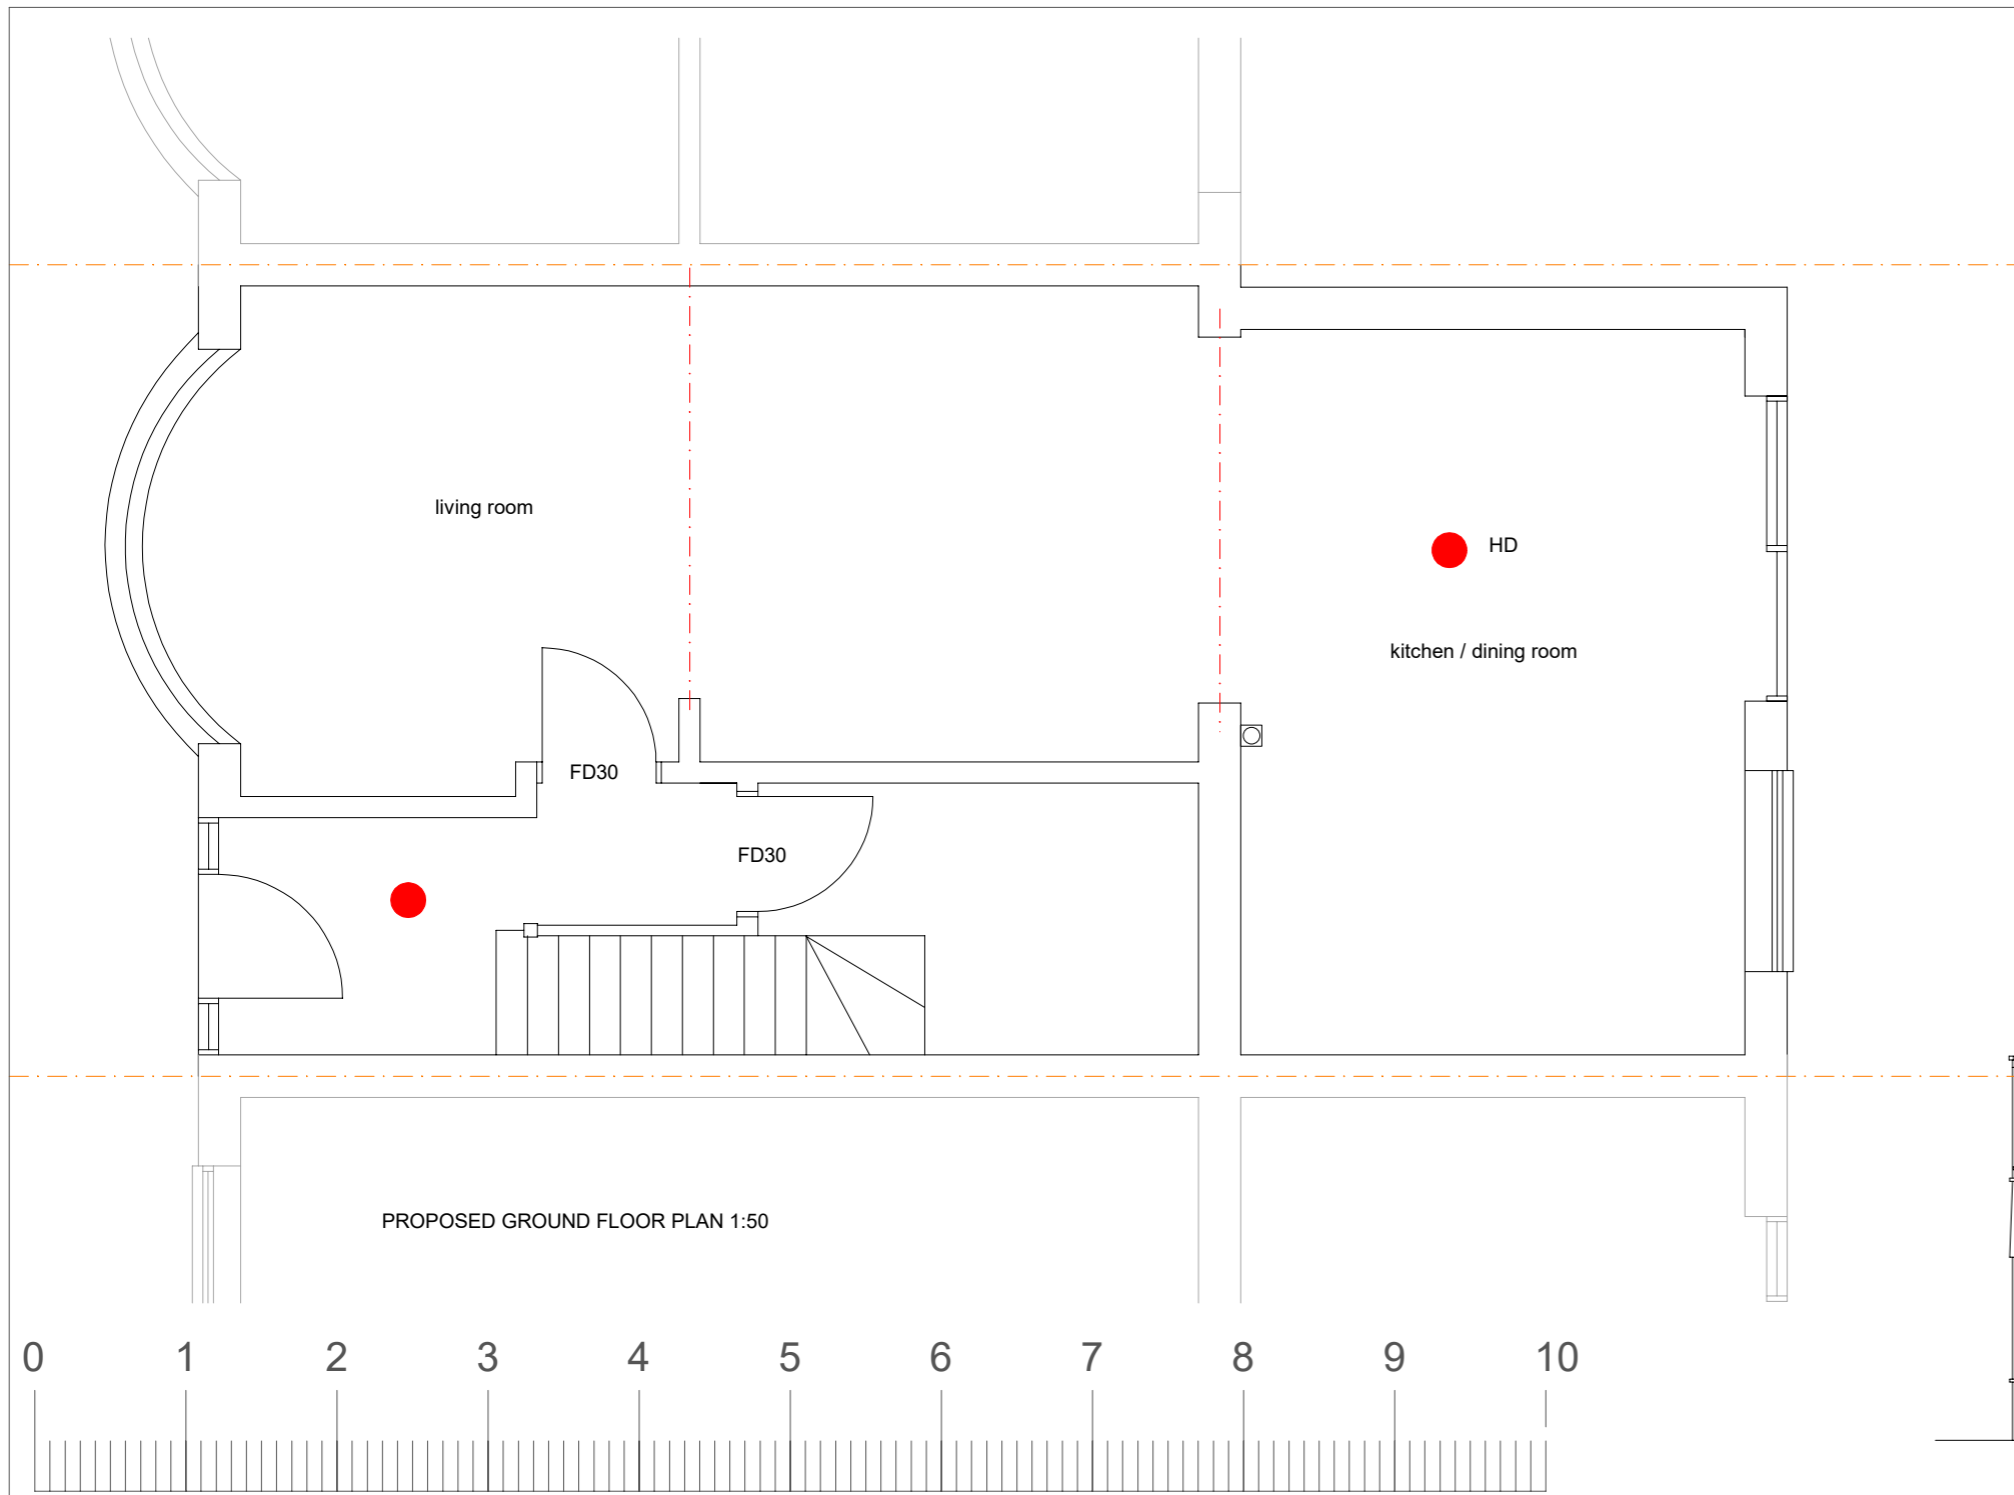 living room
HD
kitchen / dining room
FD30
FD30
PROPOSED GROUND FLOOR PLAN 1:50
0 1 2 3 4 5 6 7 8 9 10